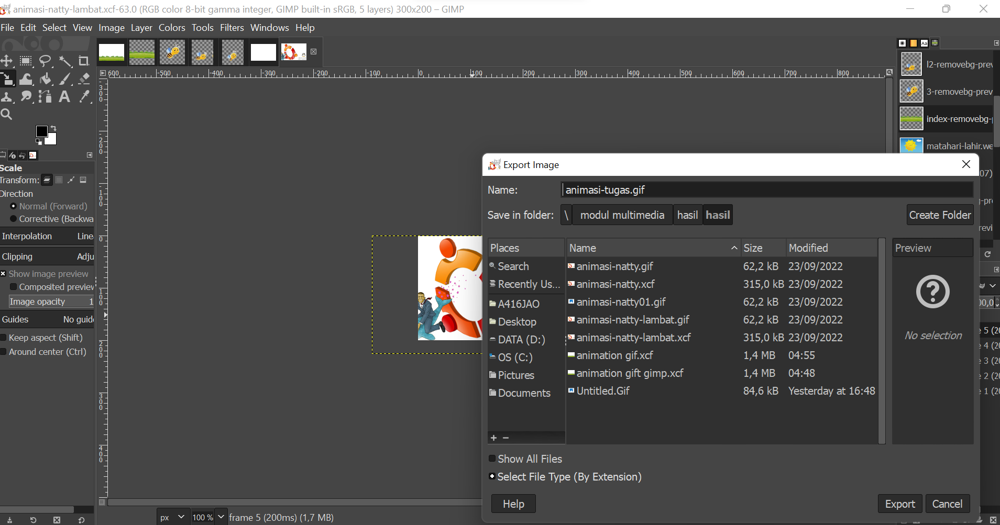 animasi-natty-lambat.xcf-63.0 (RGB color 8-bit gamma integer, GIMP built-in sRGB, 5 layers) 300x200 – GIMP
File Edit Select View Image Layer Colors Tools Filters Windows Help
600 -500 -400 -300 -200 -100 0 100 200 300 400 500 600 700 800
Scale
Transform:
Direction
Normal (Forward)
Corrective (Backwa
Interpolation Line
Clipping Adju
Show image preview
Composited preview
Image opacity 1
Guides No guid
Keep aspect (Shift)
Around center (Ctrl)
l2-removebg-prev
3-removebg-prev
index-removebg-p
matahari-lahir.we
07)
Export Image
Name: animasi-tugas.gif
Save in folder: \ modul multimedia hasil hasil Create Folder
Places
Search
Recently Us...
A416JAO
Desktop
DATA (D:)
OS (C:)
Pictures
Documents
Name Size Modified
animasi-natty.gif 62,2 kB 23/09/2022
animasi-natty.xcf 315,0 kB 23/09/2022
animasi-natty01.gif 62,2 kB 23/09/2022
animasi-natty-lambat.gif 62,2 kB 23/09/2022
animasi-natty-lambat.xcf 315,0 kB 23/09/2022
animation gif.xcf 1,4 MB 04:55
animation gift gimp.xcf 1,4 MB 04:48
Untitled.Gif 84,6 kB Yesterday at 16:48
Preview
No selection
Show All Files
Select File Type (By Extension)
Help Export Cancel
00,0
e 5 (20
e 4 (20
e 3 (20
e 2 (20
e 1 (20
px 100 % frame 5 (200ms) (1,7 MB)